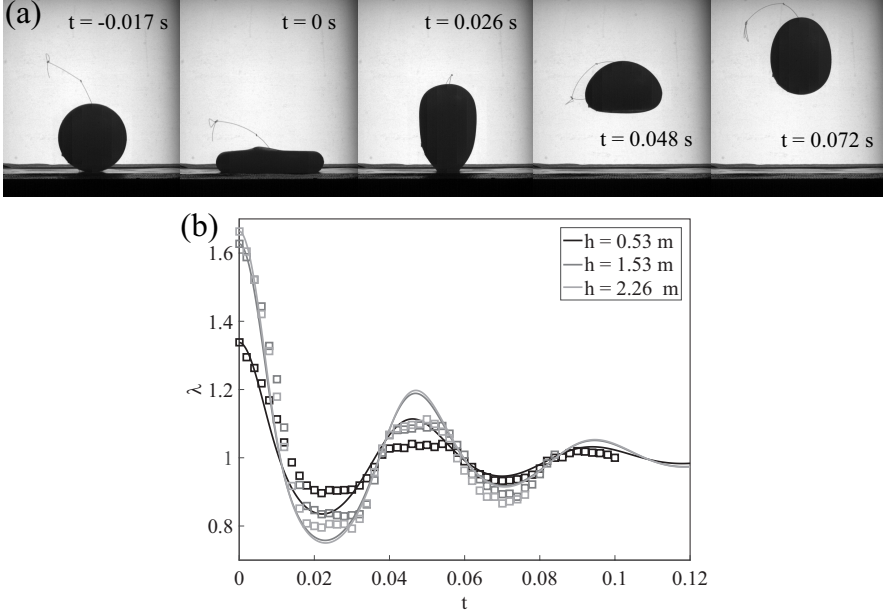 (a)
t = -0.017 s
t = 0 s
t = 0.026 s
t = 0.048 s
t = 0.072 s
(b)
h = 0.53 m
h = 1.53 m
h = 2.26 m
1.6
1.4
1.2
1
0.8
λ
0 0.02 0.04 0.06 0.08 0.1 0.12
t